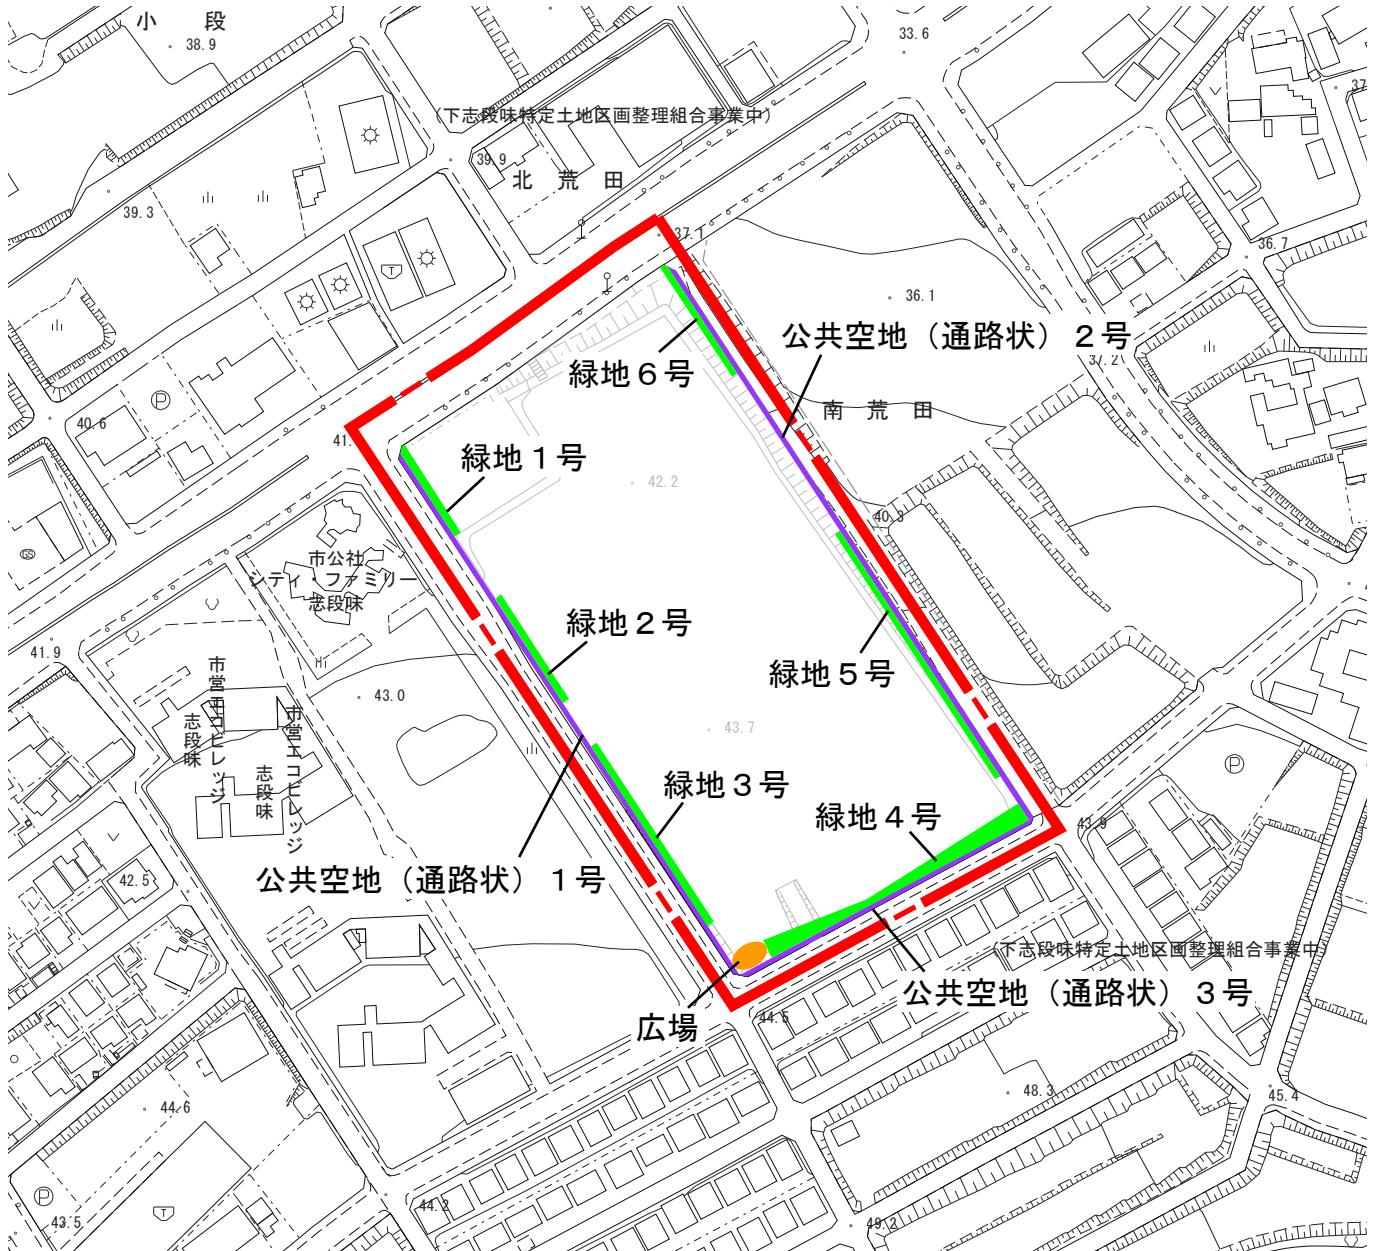 小 段
38.9
33.6
37
(下志段味特定土地区画整理組合事業中)
39.9
北 荒 田
39.3
37.1
36.7
36.1
公共空地（通路状）２号
緑地６号
37.2
南 荒 田
40.6
41.
緑地１号
42.2
40.3
市公社
シティ・ファミリー
志段味
緑地２号
41.9
市営エコビレッジ
志段味
43.0
市営エコビレッジ
志段味
緑地５号
43.7
緑地３号
緑地４号
43.9
42.5
公共空地（通路状）１号
(下志段味特定土地区画整理組合事業中
公共空地（通路状）３号
広場
44.5
44.6
48.3
45.4
44.2
43.5
49.2
P
P
P
T
T
GS